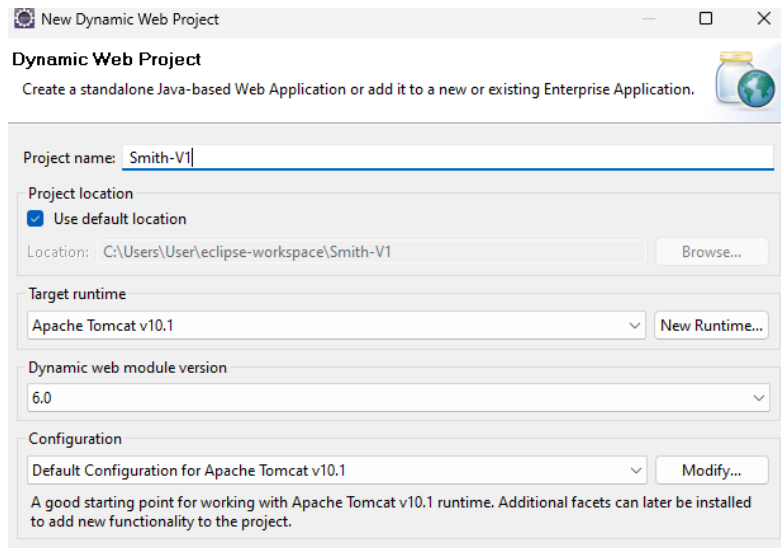 New Dynamic Web Project
Dynamic Web Project
Create a standalone Java-based Web Application or add it to a new or existing Enterprise Application.
Project name: Smith-V1
Project location
Use default location
Location: C:\Users\User\eclipse-workspace\Smith-V1 Browse...
Target runtime
Apache Tomcat v10.1 New Runtime...
Dynamic web module version
6.0
Configuration
Default Configuration for Apache Tomcat v10.1 Modify...
A good starting point for working with Apache Tomcat v10.1 runtime. Additional facets can later be installed
to add new functionality to the project.